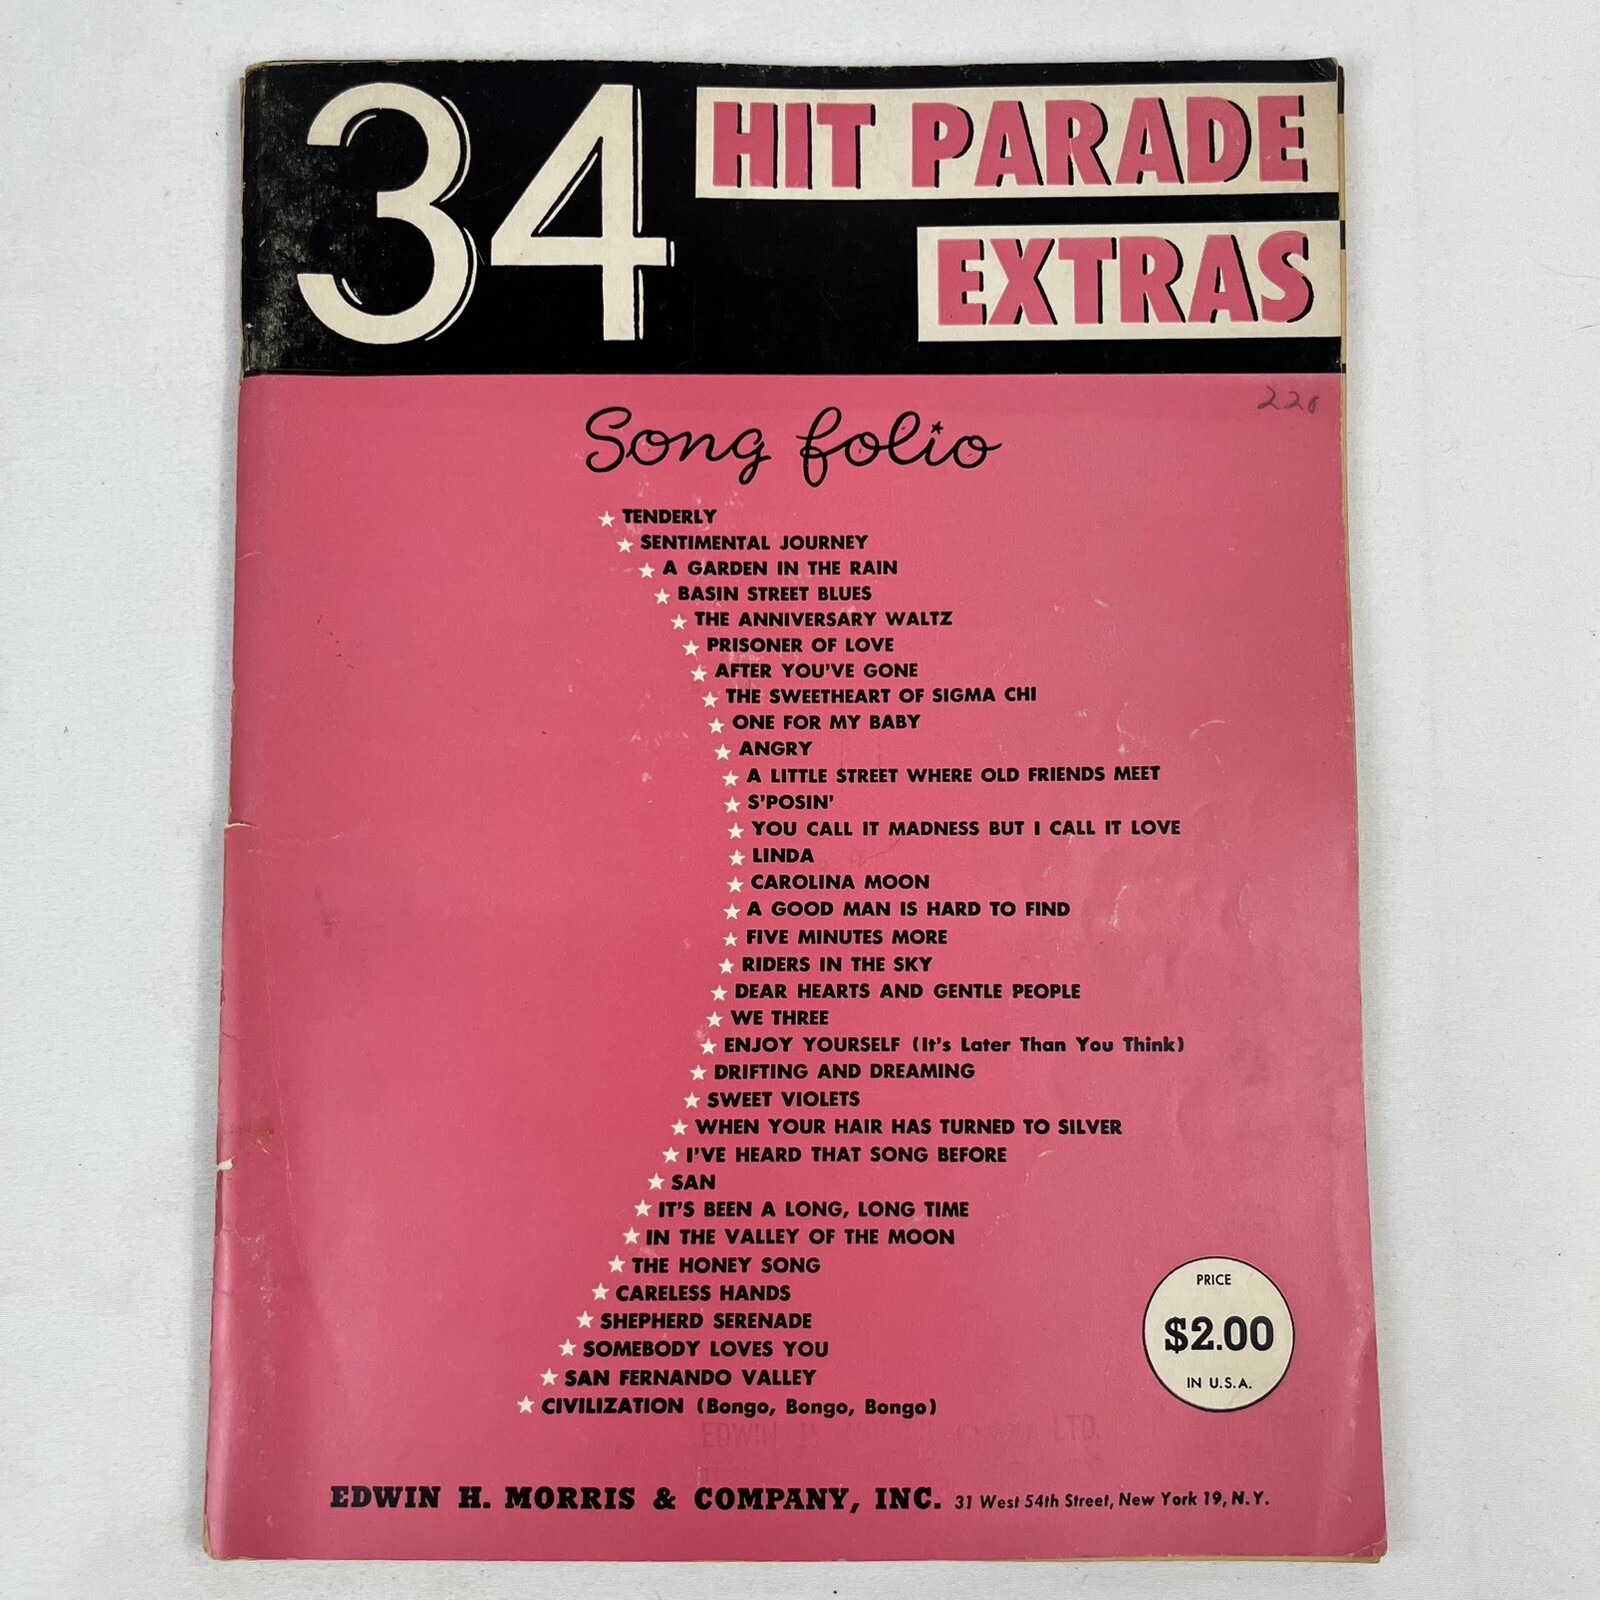 34
HIT PARADE
EXTRAS
220
Song folio
TENDERLY
SENTIMENTAL JOURNEY
A GARDEN IN THE RAIN
BASIN STREET BLUES
THE ANNIVERSARY WALTZ
PRISONER OF LOVE
AFTER YOU'VE GONE
THE SWEETHEART OF SIGMA CHI
ONE FOR MY BABY
ANGRY
A LITTLE STREET WHERE OLD FRIENDS MEET
S'POSIN'
YOU CALL IT MADNESS BUT I CALL IT LOVE
LINDA
CAROLINA MOON
A GOOD MAN IS HARD TO FIND
FIVE MINUTES MORE
RIDERS IN THE SKY
DEAR HEARTS AND GENTLE PEOPLE
WE THREE
ENJOY YOURSELF (It's Later Than You Think)
DRIFTING AND DREAMING
SWEET VIOLETS
WHEN YOUR HAIR HAS TURNED TO SILVER
I'VE HEARD THAT SONG BEFORE
SAN
IT'S BEEN A LONG, LONG TIME
IN THE VALLEY OF THE MOON
THE HONEY SONG
CARELESS HANDS
SHEPHERD SERENADE
SOMEBODY LOVES YOU
SAN FERNANDO VALLEY
CIVILIZATION (Bongo, Bongo, Bongo)
PRICE
$2.00
IN U.S.A.
EDWIN H. LTD.
EDWIN H. MORRIS & COMPANY, INC. 31 West 54th Street, New York 19, N.Y.